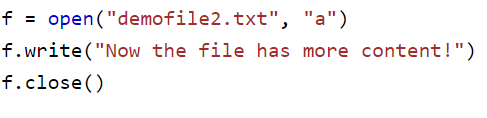 f = open("demofile2.txt", "a")
f.write("Now the file has more content!")
f.close()